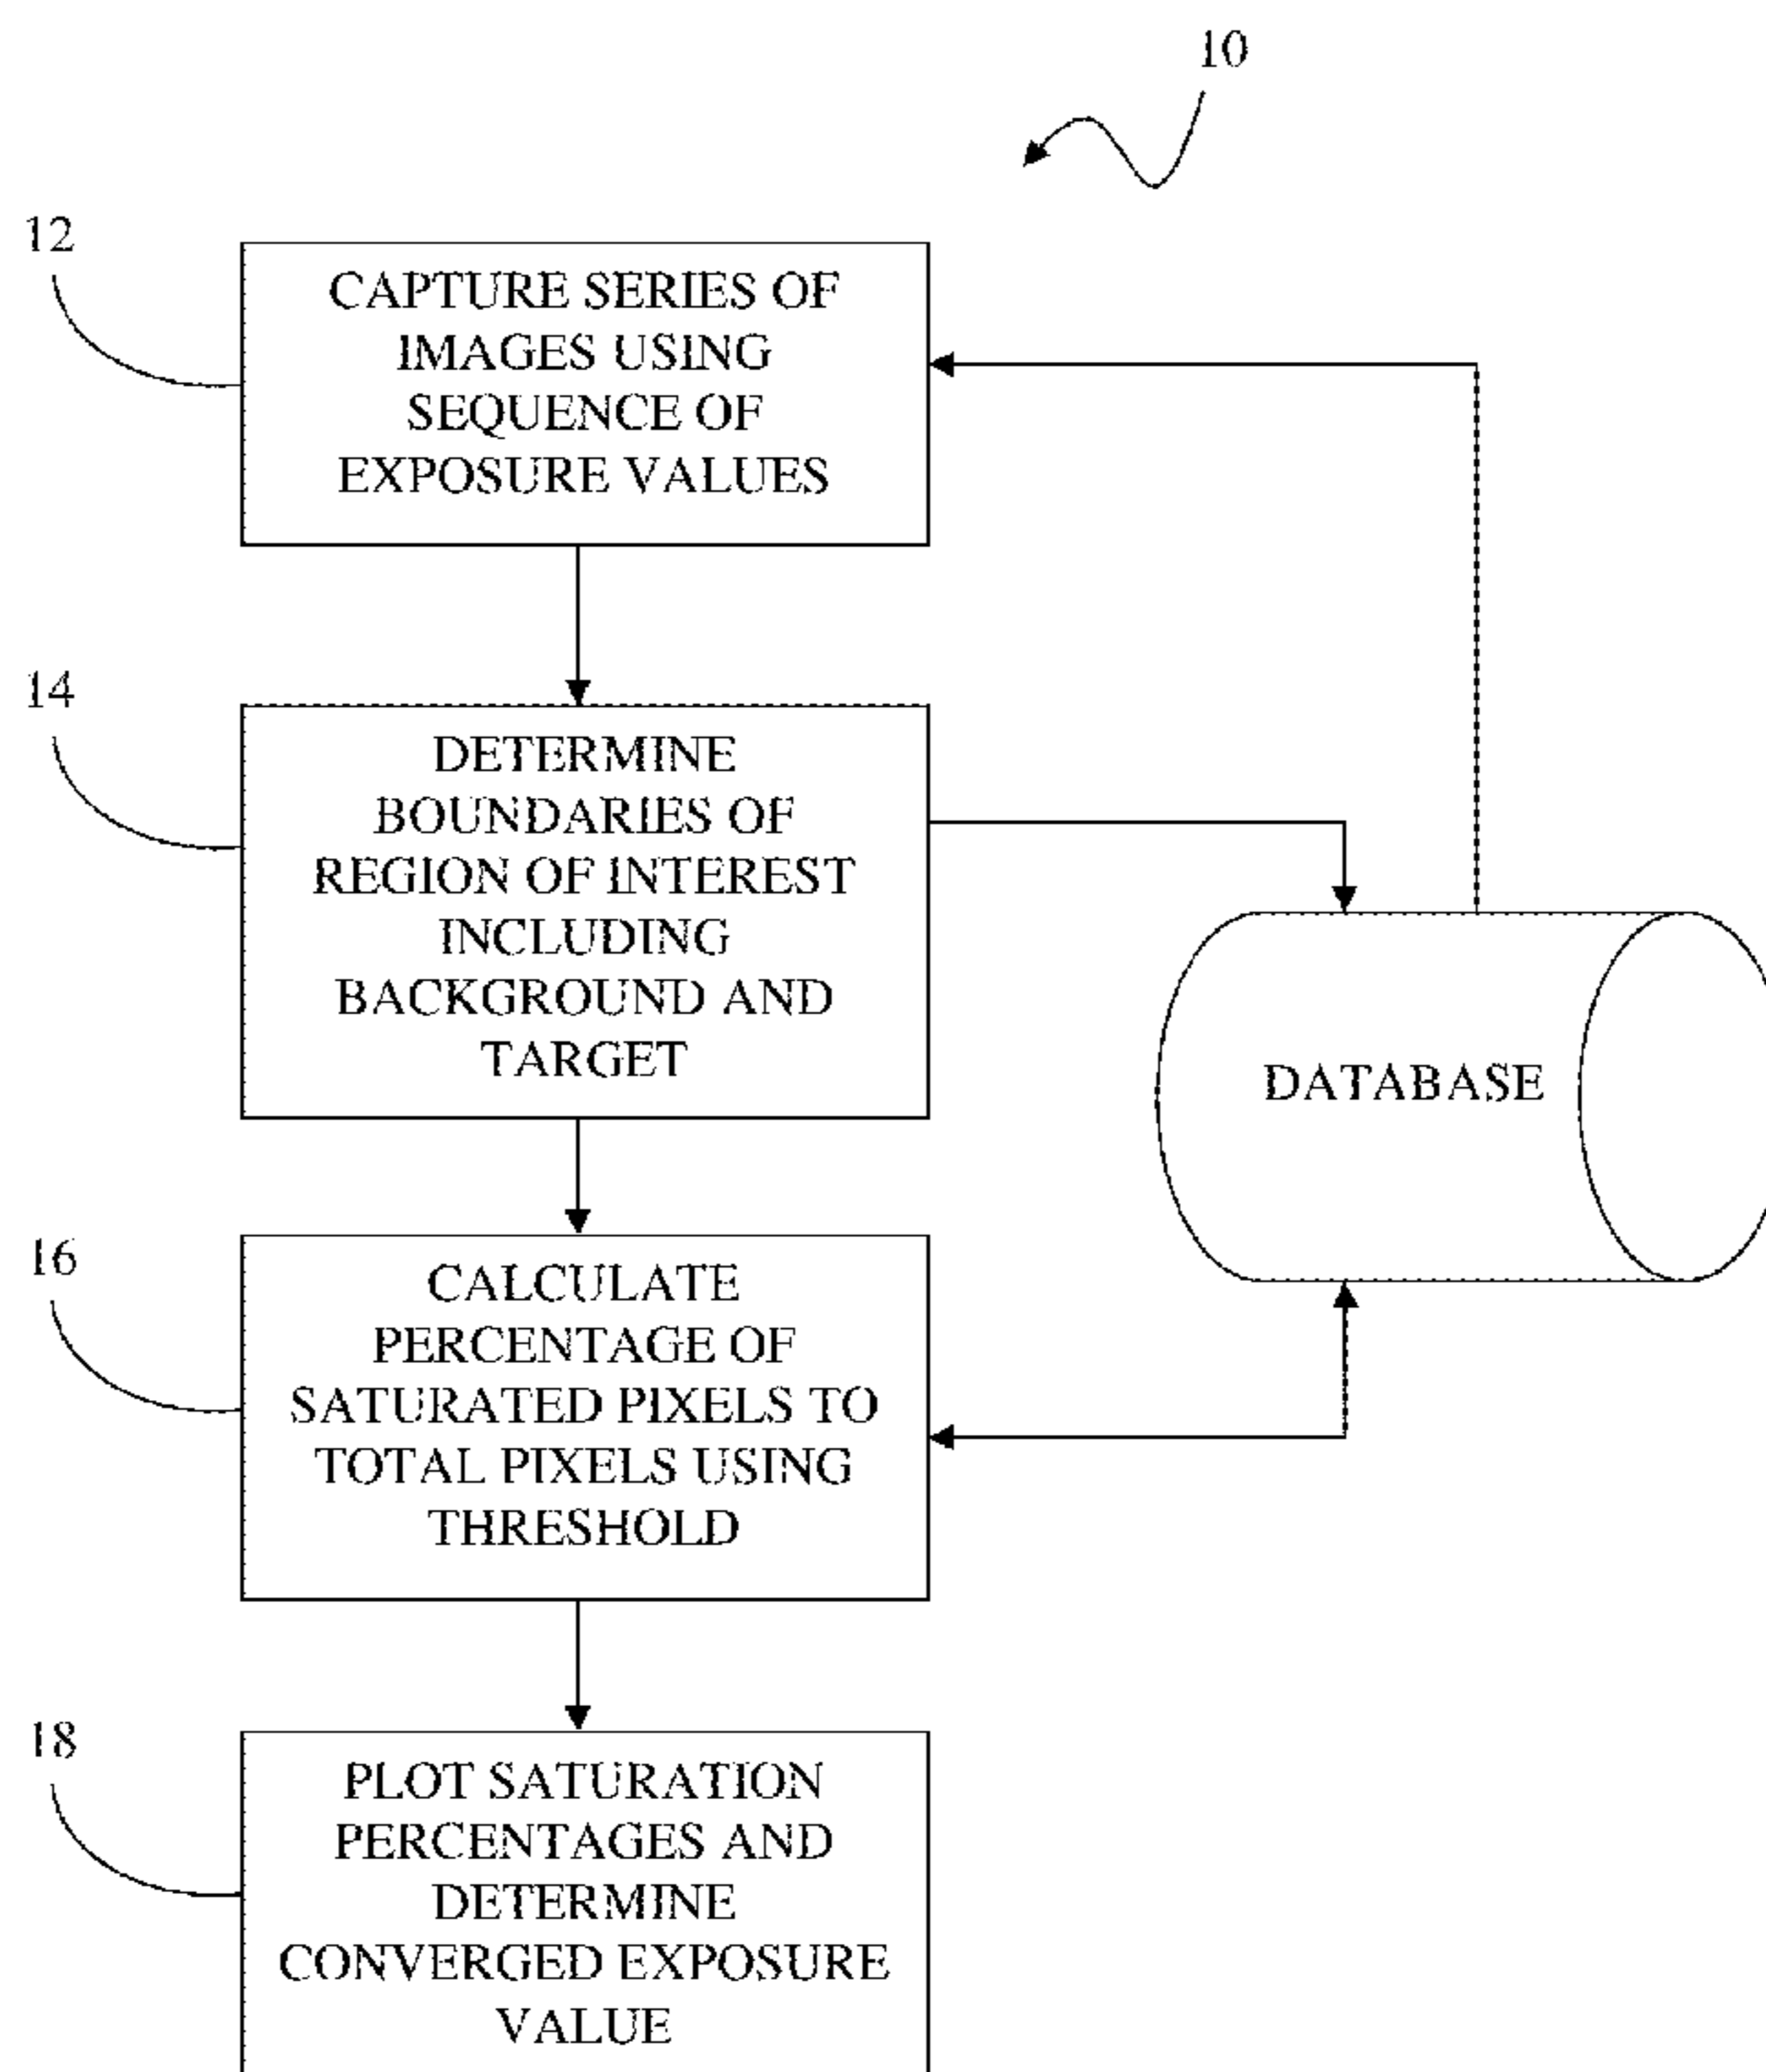 10
12
CAPTURE SERIES OF
IMAGES USING
SEQUENCE OF
EXPOSURE VALUES
14
DETERMINE
BOUNDARIES OF
REGION OF INTEREST
INCLUDING
BACKGROUND AND
TARGET
DATABASE
16
CALCULATE
PERCENTAGE OF
SATURATED PIXELS TO
TOTAL PIXELS USING
THRESHOLD
18
PLOT SATURATION
PERCENTAGES AND
DETERMINE
CONVERGED EXPOSURE
VALUE